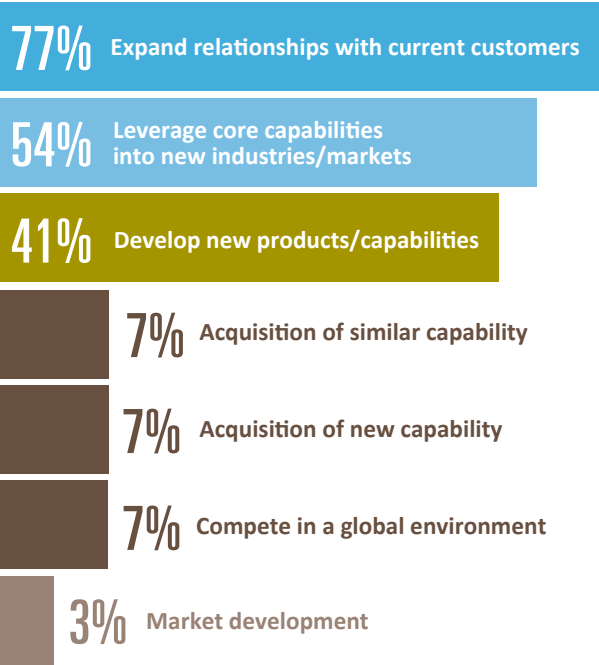 77% Expand relationships with current customers
54% Leverage core capabilities
into new industries/markets
41% Develop new products/capabilities
7% Acquisition of similar capability
7% Acquisition of new capability
7% Compete in a global environment
3% Market development